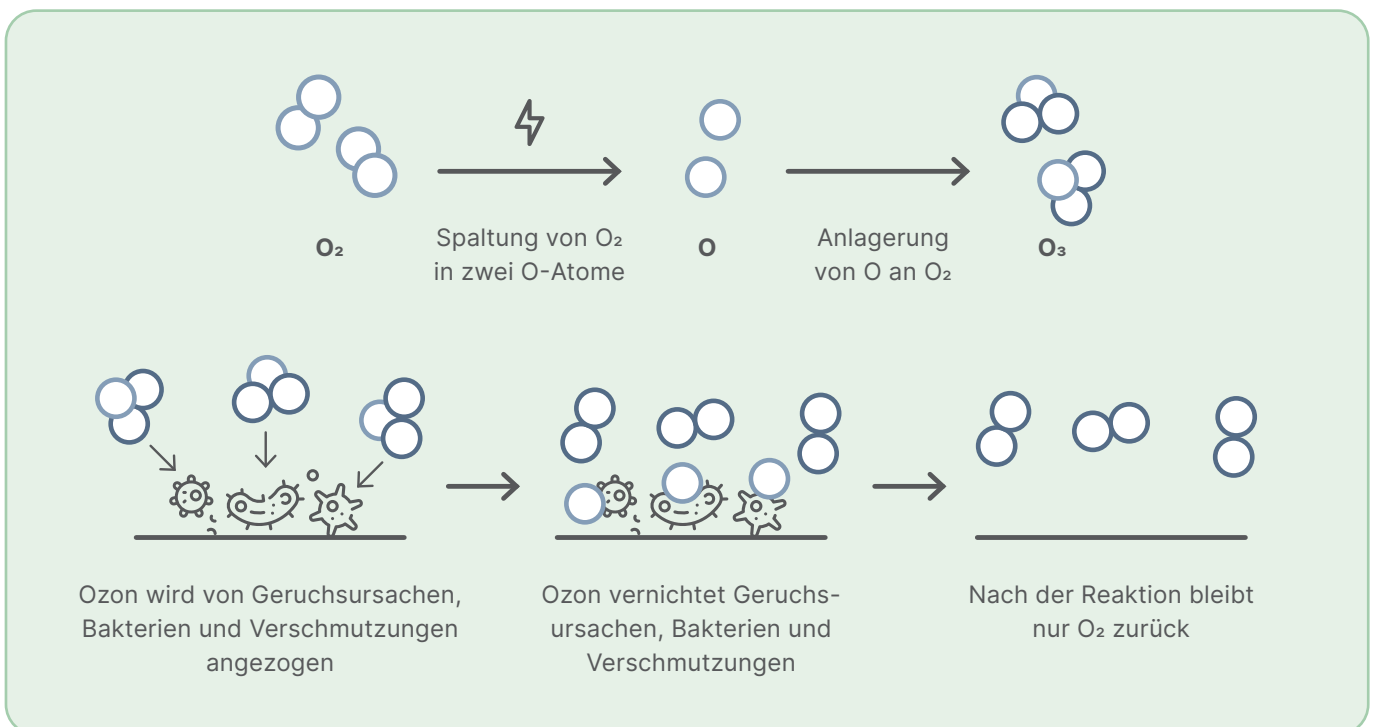 O₂
Spaltung von O₂
in zwei O-Atome
O
Anlagerung
von O an O₂
O₃
Ozon wird von Geruchsursachen,
Bakterien und Verschmutzungen
angezogen
Ozon vernichtet Geruchs-
ursachen, Bakterien und
Verschmutzungen
Nach der Reaktion bleibt
nur O₂ zurück